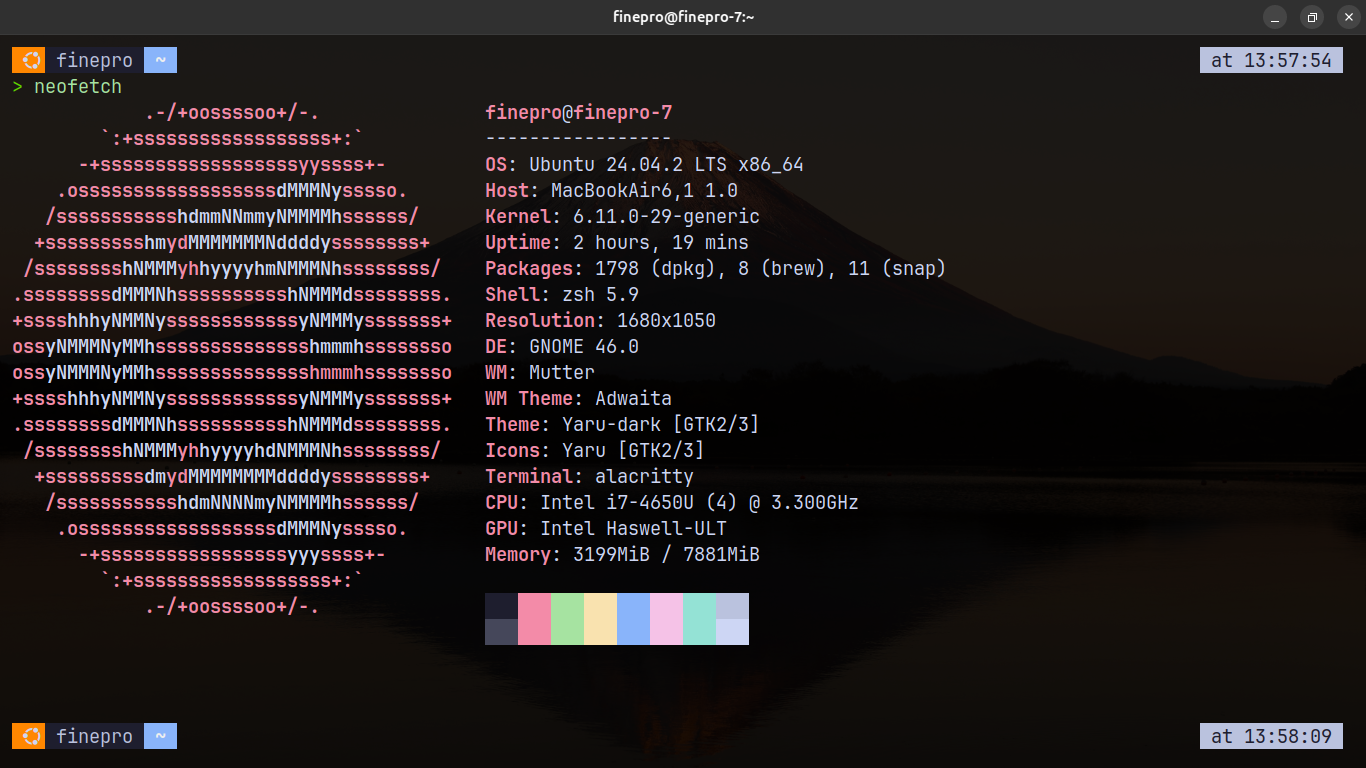 finepro@finepro-7:~
finepro ~ at 13:57:54
> neofetch
.-/+oossssoo+/-. finepro@finepro-7
`:+ssssssssssssssssss+:` -----------------
-+ssssssssssssssssssyyssss+- OS: Ubuntu 24.04.2 LTS x86_64
.ossssssssssssssssssdMMMNysssso. Host: MacBookAir6,1 1.0
/ssssssssssshdmmNNmmyNMMMMhssssss/ Kernel: 6.11.0-29-generic
+ssssssssshmydMMMMMMMNddddyssssssss+ Uptime: 2 hours, 19 mins
/sssssssshNMMMyhhyyyyhmNMMMNhssssssss/ Packages: 1798 (dpkg), 8 (brew), 11 (snap)
.ssssssssdMMMNhsssssssssshNMMMdssssssss. Shell: zsh 5.9
+sssshhhyNMMNyssssssssssssyNMMMysssssss+ Resolution: 1680x1050
ossyNMMMNyMMhsssssssssssssshmmmhssssssso DE: GNOME 46.0
ossyNMMMNyMMhsssssssssssssshmmmhssssssso WM: Mutter
+sssshhhyNMMNyssssssssssssyNMMMysssssss+ WM Theme: Adwaita
.ssssssssdMMMNhsssssssssshNMMMdssssssss. Theme: Yaru-dark [GTK2/3]
/sssssssshNMMMyhhyyyyhdNMMMNhssssssss/ Icons: Yaru [GTK2/3]
+sssssssssdmydMMMMMMMMddddyssssssss+ Terminal: alacritty
/ssssssssssshdmNNNNmyNMMMMhssssss/ CPU: Intel i7-4650U (4) @ 3.300GHz
.ossssssssssssssssssdMMMNysssso. GPU: Intel Haswell-ULT
-+sssssssssssssssssyyyssss+- Memory: 3199MiB / 7881MiB
`:+ssssssssssssssssss+:`
.-/+oossssoo+/-.
finepro ~ at 13:58:09